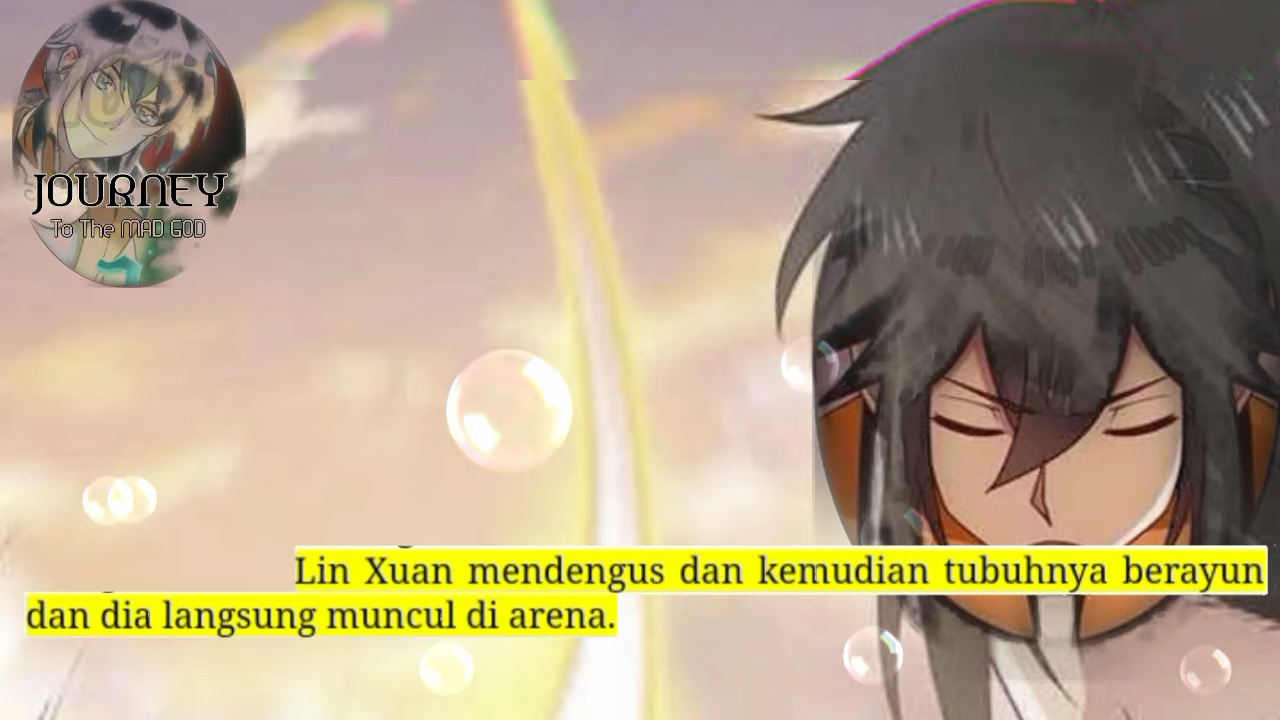 JOURNEY
To The MAD GOD
Lin Xuan mendengus dan kemudian tubuhnya berayun
dan dia langsung muncul di arena.